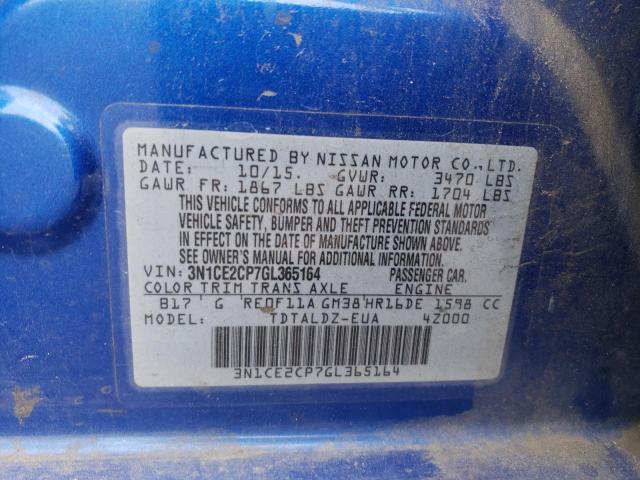 MANUFACTURED BY NISSAN MOTOR CO., LTD.
DATE: 10/15. GVWR: 3470 LBS
GAWR FR: 1867 LBS GAWR RR: 1704 LBS
THIS VEHICLE CONFORMS TO ALL APPLICABLE FEDERAL MOTOR
VEHICLE SAFETY, BUMPER AND THEFT PREVENTION STANDARDS
IN EFFECT ON THE DATE OF MANUFACTURE SHOWN ABOVE.
SEE OWNER'S MANUAL FOR ADDITIONAL INFORMATION.
VIN: 3N1CE2CP7GL365164 PASSENGER CAR.
COLOR TRIM TRANS AXLE ENGINE
B17 G RE0F11A GM38 HR16DE 1598 CC
MODEL: TDTALDZ-EUA 4Z000
3N1CE2CP7GL365164